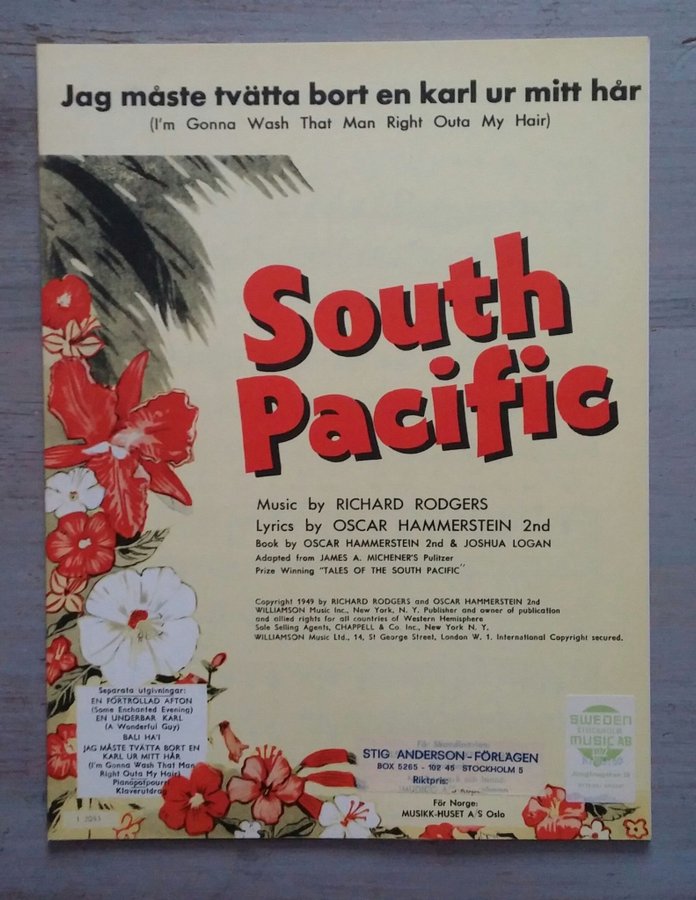 Jag måste tvätta bort en karl ur mitt hår
(I'm Gonna Wash That Man Right Outa My Hair)
South
Pacific
Music by RICHARD RODGERS
Lyrics by OSCAR HAMMERSTEIN 2nd
Book by OSCAR HAMMERSTEIN 2nd & JOSHUA LOGAN
Adapted from JAMES A. MICHENER'S Pulitzer
Prize Winning "TALES OF THE SOUTH PACIFIC"
Copyright 1949 by RICHARD RODGERS and OSCAR HAMMERSTEIN 2nd
WILLIAMSON Music Inc., New York, N. Y. Publisher and owner of publication
and allied rights for all countries of Western Hemisphere
Sole Selling Agents, CHAPPELL & Co. Inc., New York N. Y.
WILLIAMSON Music Ltd., 14, St George Street, London W. 1. International Copyright secured.
Separata utgivningar:
EN FÖRTROLLAD AFTON
(Some Enchanted Evening)
EN UNDERBAR KARL
(A Wonderful Guy)
BALI HA'I
JAG MÅSTE TVÄTTA BORT EN
KARL UR MITT HÅR
(I'm Gonna Wash That Man
Right Outa My Hair)
Pianopotpourri
Klaverutdrag
STIG ANDERSON-FÖRLAGEN
BOX 5265 - 102 45 STOCKHOLM 5
Riktpris:
För Norge:
MUSIKK-HUSET A/S Oslo
SWEDEN
MUSIC AB